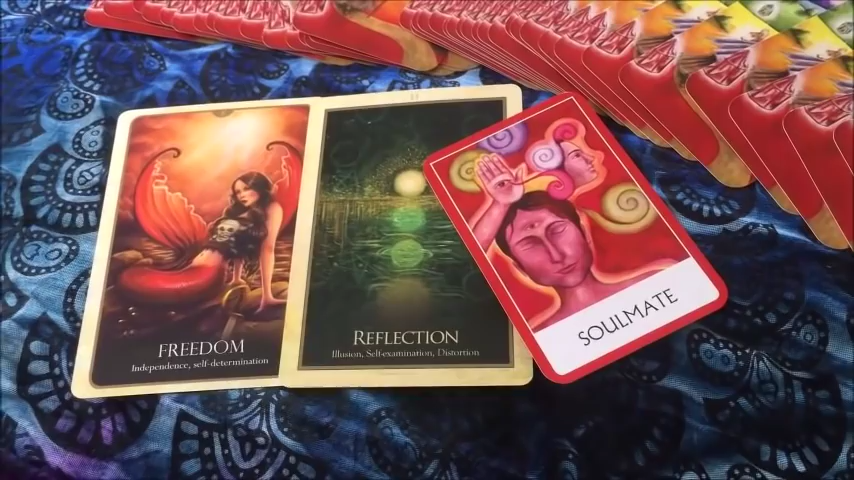 FREEDOM
Independence, self-determination
REFLECTION
Illusion, Self-examination, Distortion
SOULMATE